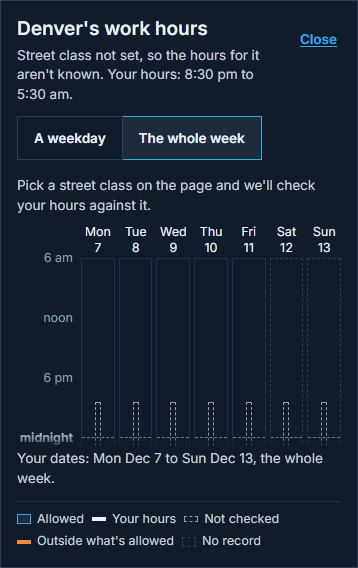 Denver's work hours
Close
Street class not set, so the hours for it
aren't known. Your hours: 8:30 pm to
5:30 am.
A weekday
The whole week
Pick a street class on the page and we'll check
your hours against it.
Mon Tue Wed Thu Fri Sat Sun
7 8 9 10 11 12 13
6 am
noon
6 pm
midnight
Your dates: Mon Dec 7 to Sun Dec 13, the whole
week.
Allowed Your hours Not checked
Outside what's allowed No record